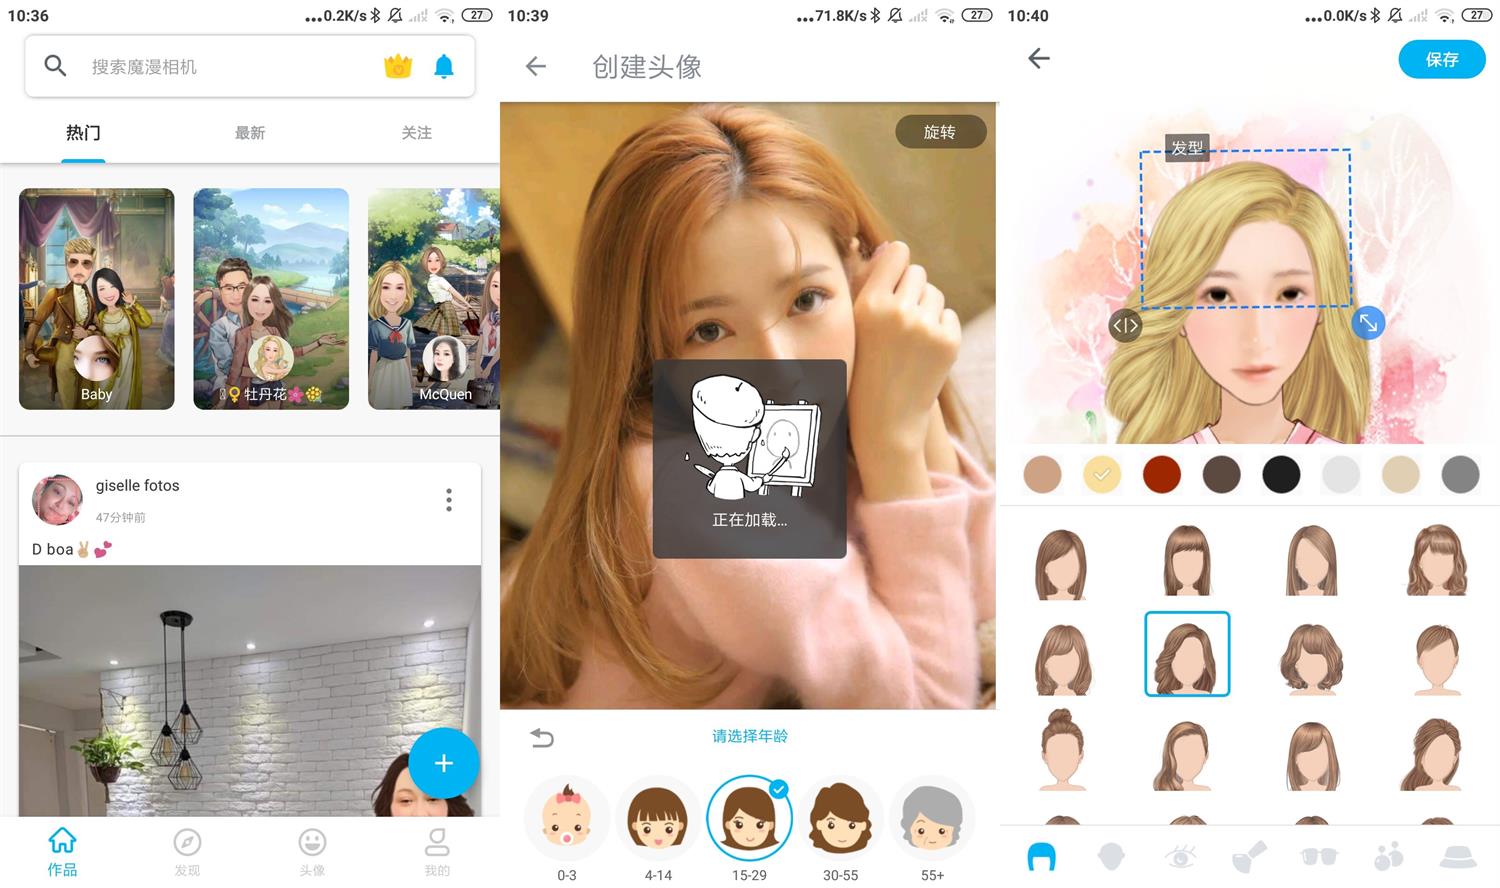 10:36
...0.2K/s
27
搜索魔漫相机
热门
最新
关注
Baby
牡丹花
McQuen
giselle fotos
47分钟前
D boa
作品
发现
头像
我的
10:39
...71.8K/s
27
创建头像
旋转
正在加载...
请选择年龄
0-3
4-14
15-29
30-55
55+
10:40
...0.0K/s
27
保存
发型